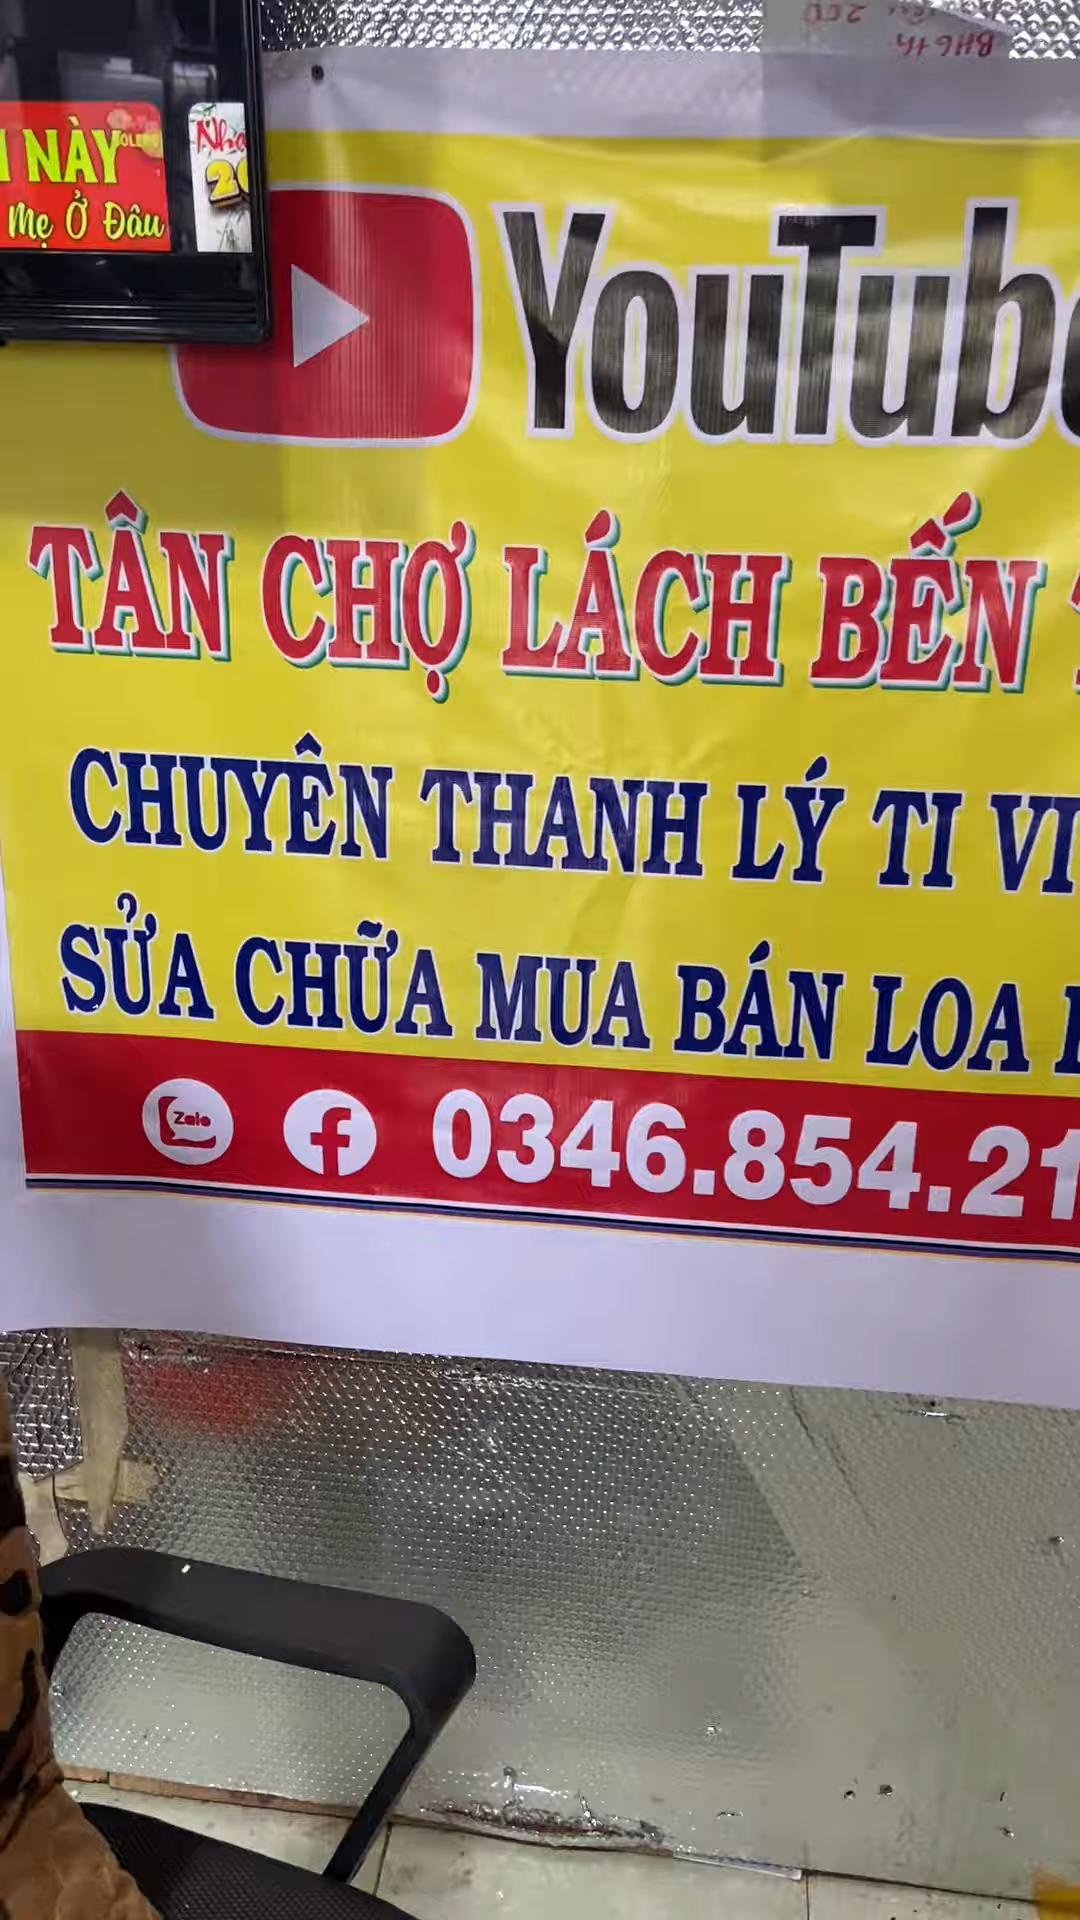 NÀY
Mẹ Ở Đâu
YouTube
TÂN CHỢ LÁCH BẾN
CHUYÊN THANH LÝ TI VI
SỬA CHỮA MUA BÁN LOA
Zalo
0346.854.21